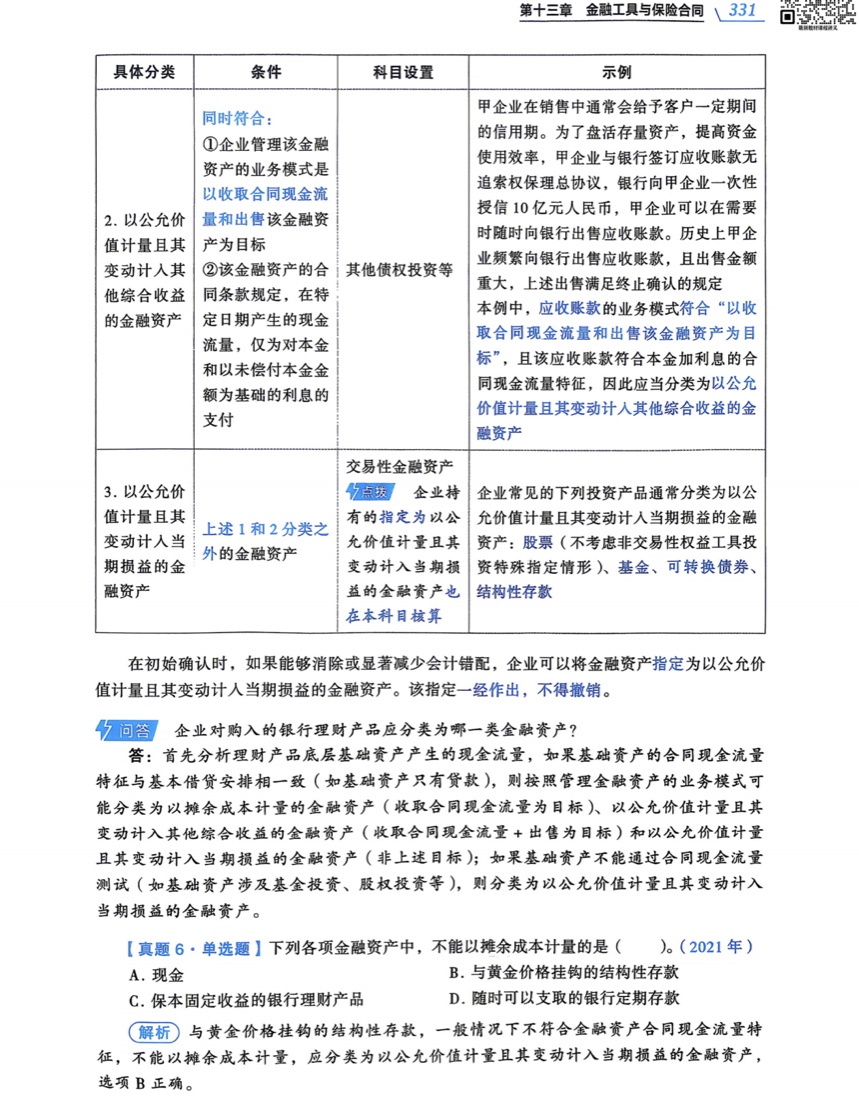 第十三章 金融工具与保险合同 331
具体分类 条件 科目设置 示例
2. 以公允价
值计量且其
变动计入其
他综合收益
的金融资产
同时符合：
①企业管理该金融
资产的业务模式是
以收取合同现金流
量和出售该金融资
产为目标
②该金融资产的合
同条款规定，在特
定日期产生的现金
流量，仅为对本金
和以未偿付本金金
额为基础的利息的
支付
其他债权投资等
甲企业在销售中通常会给予客户一定期间
的信用期。为了盘活存量资产，提高资金
使用效率，甲企业与银行签订应收账款无
追索权保理总协议，银行向甲企业一次性
授信 10 亿元人民币，甲企业可以在需要
时随时向银行出售应收账款。历史上甲企
业频繁向银行出售应收账款，且出售金额
重大，上述出售满足终止确认的规定
本例中，应收账款的业务模式符合“以收
取合同现金流量和出售该金融资产为目
标”，且该应收账款符合本金加利息的合
同现金流量特征，因此应当分类为以公允
价值计量且其变动计入其他综合收益的金
融资产
3. 以公允价
值计量且其
变动计入当
期损益的金
融资产
上述 1 和 2 分类之
外的金融资产
交易性金融资产
点拨 企业持
有的指定为以公
允价值计量且其
变动计入当期损
益的金融资产也
在本科目核算
企业常见的下列投资产品通常分类为以公
允价值计量且其变动计入当期损益的金融
资产：股票（不考虑非交易性权益工具投
资特殊指定情形）、基金、可转换债券、
结构性存款
在初始确认时，如果能够消除或显著减少会计错配，企业可以将金融资产指定为以公允价
值计量且其变动计入当期损益的金融资产。该指定一经作出，不得撤销。
问答 企业对购入的银行理财产品应分类为哪一类金融资产？
答：首先分析理财产品底层基础资产产生的现金流量，如果基础资产的合同现金流量
特征与基本借贷安排相一致（如基础资产只有贷款），则按照管理金融资产的业务模式可
能分类为以摊余成本计量的金融资产（收取合同现金流量为目标）、以公允价值计量且其
变动计入其他综合收益的金融资产（收取合同现金流量 + 出售为目标）和以公允价值计量
且其变动计入当期损益的金融资产（非上述目标）；如果基础资产不能通过合同现金流量
测试（如基础资产涉及基金投资、股权投资等），则分类为以公允价值计量且其变动计入
当期损益的金融资产。
【真题 6·单选题】下列各项金融资产中，不能以摊余成本计量的是（ ）。（2021 年）
A. 现金 B. 与黄金价格挂钩的结构性存款
C. 保本固定收益的银行理财产品 D. 随时可以支取的银行定期存款
解析 与黄金价格挂钩的结构性存款，一般情况下不符合金融资产合同现金流量特
征，不能以摊余成本计量，应分类为以公允价值计量且其变动计入当期损益的金融资产，
选项 B 正确。